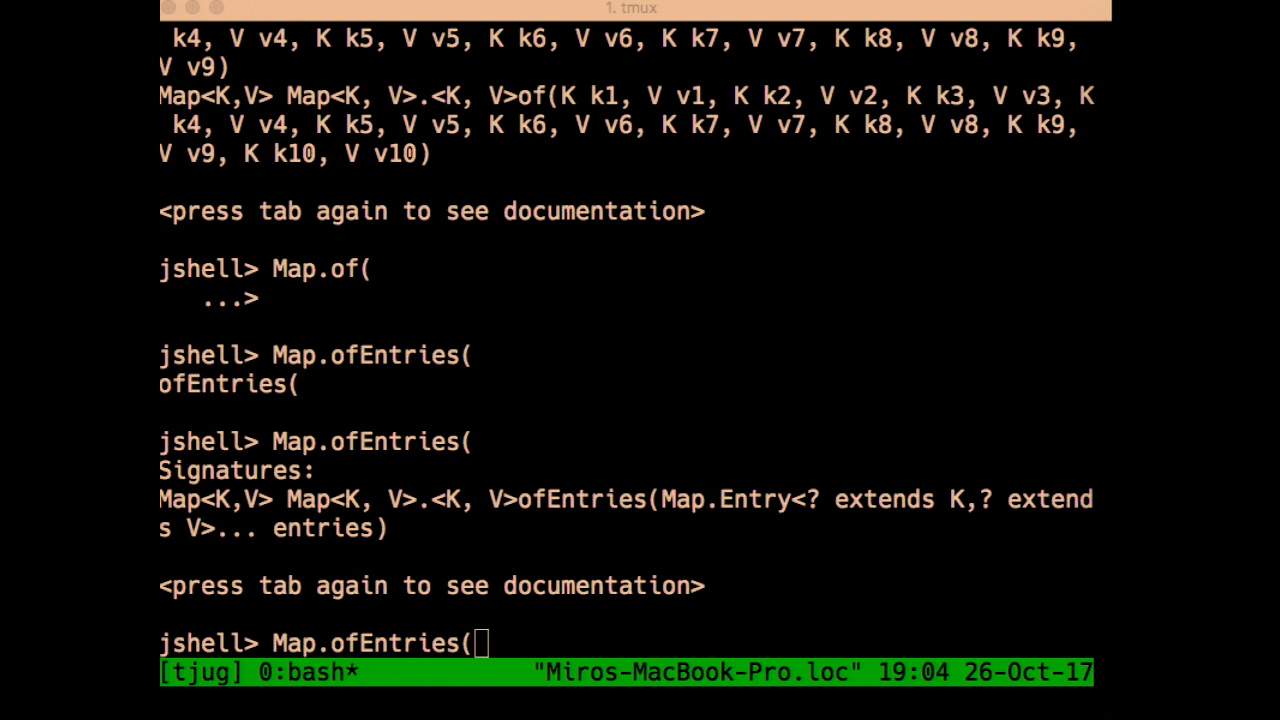 1. tmux
k4, V v4, K k5, V v5, K k6, V v6, K k7, V v7, K k8, V v8, K k9,
V v9)
Map<K,V> Map<K, V>.<K, V>of(K k1, V v1, K k2, V v2, K k3, V v3, K
k4, V v4, K k5, V v5, K k6, V v6, K k7, V v7, K k8, V v8, K k9,
V v9, K k10, V v10)
<press tab again to see documentation>
jshell> Map.of(
...>
jshell> Map.ofEntries(
ofEntries(
jshell> Map.ofEntries(
Signatures:
Map<K,V> Map<K, V>.<K, V>ofEntries(Map.Entry<? extends K,? extend
s V>... entries)
<press tab again to see documentation>
jshell> Map.ofEntries(
[tjug] 0:bash* "Miros-MacBook-Pro.loc" 19:04 26-Oct-17